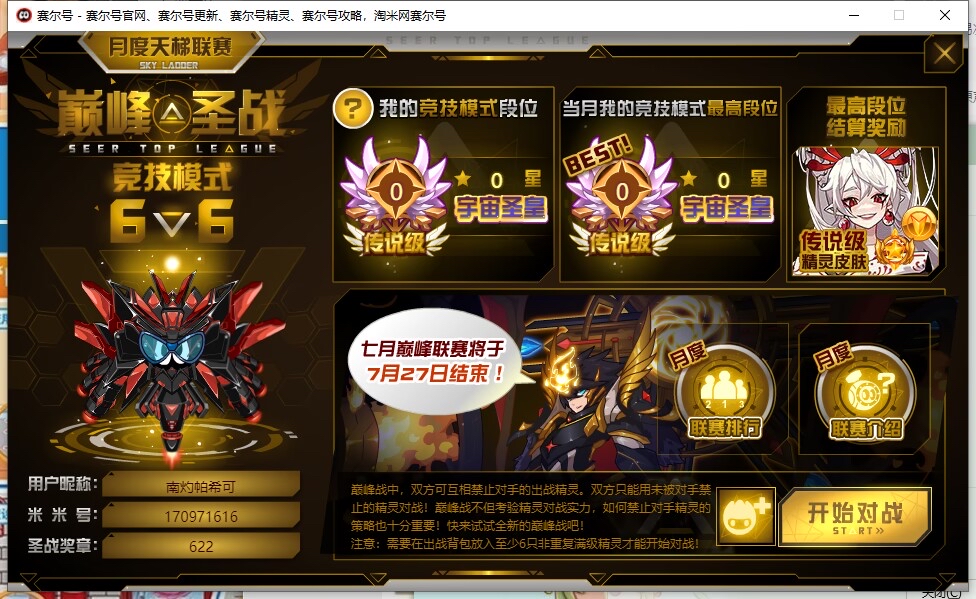 赛尔号 - 赛尔号官网、赛尔号更新、赛尔号精灵、赛尔号攻略，淘米网赛尔号
SEER TOP LEAGUE
月度天梯联赛
SKY LADDER
巅峰圣战
SEER TOP LEAGUE
竞技模式
6 6
?
我的竞技模式段位
0
0 星
宇宙圣皇
传说级
当月我的竞技模式最高段位
BEST!
0
0 星
宇宙圣皇
传说级
最高段位
结算奖励
传说级
精灵皮肤
七月巅峰联赛将于
7月27日结束！
月度
2 1 3
联赛排行
月度
?
联赛介绍
用户昵称：
南灼帕希可
米 米 号：
170971616
圣战奖章：
622
巅峰战中，双方可互相禁止对手的出战精灵。双方只能用未被对手禁
止的精灵对战！巅峰战不但考验精灵对战实力，如何禁止对手精灵的
策略也十分重要！快来试试全新的巅峰战吧！
注意：需要在出战背包放入至少6只非重复满级精灵才能开始对战！
开始对战
START»
关闭(C)